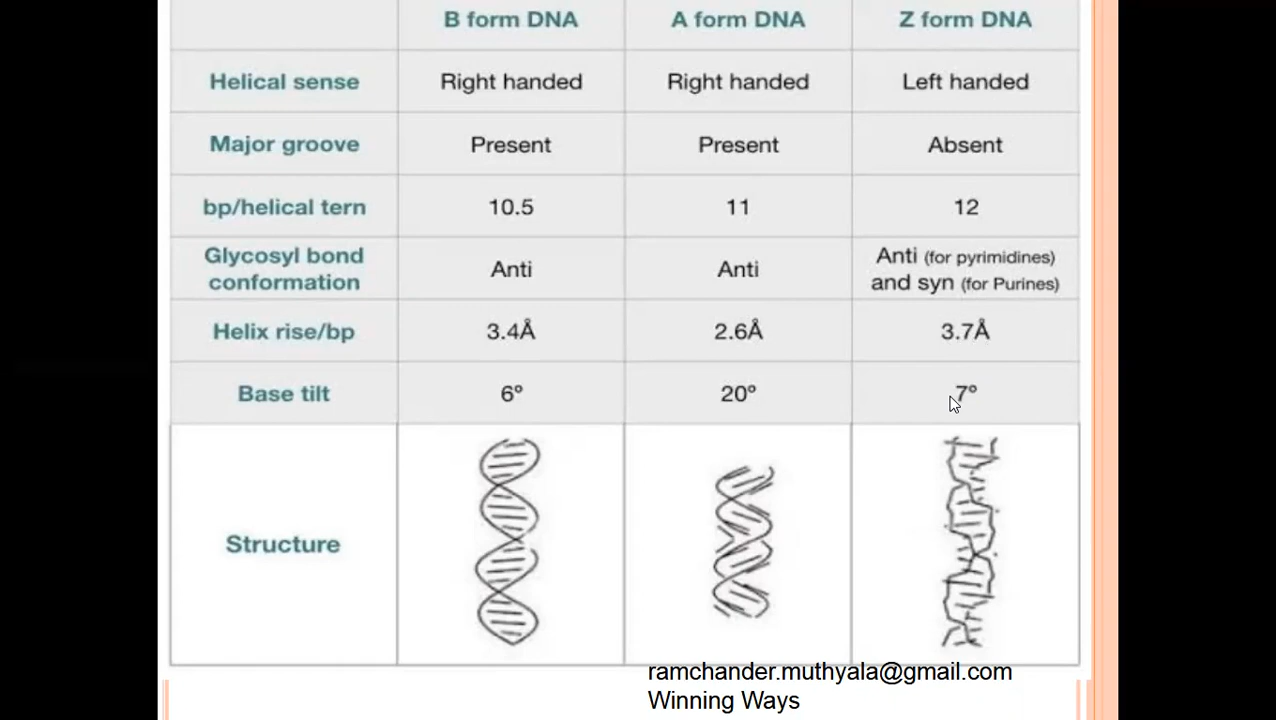 B form DNA A form DNA Z form DNA
Helical sense Right handed Right handed Left handed
Major groove Present Present Absent
bp/helical tern 10.5 11 12
Glycosyl bond conformation Anti Anti Anti (for pyrimidines) and syn (for Purines)
Helix rise/bp 3.4Å 2.6Å 3.7Å
Base tilt 6° 20° 7°
Structure
ramchander.muthyala@gmail.com
Winning Ways